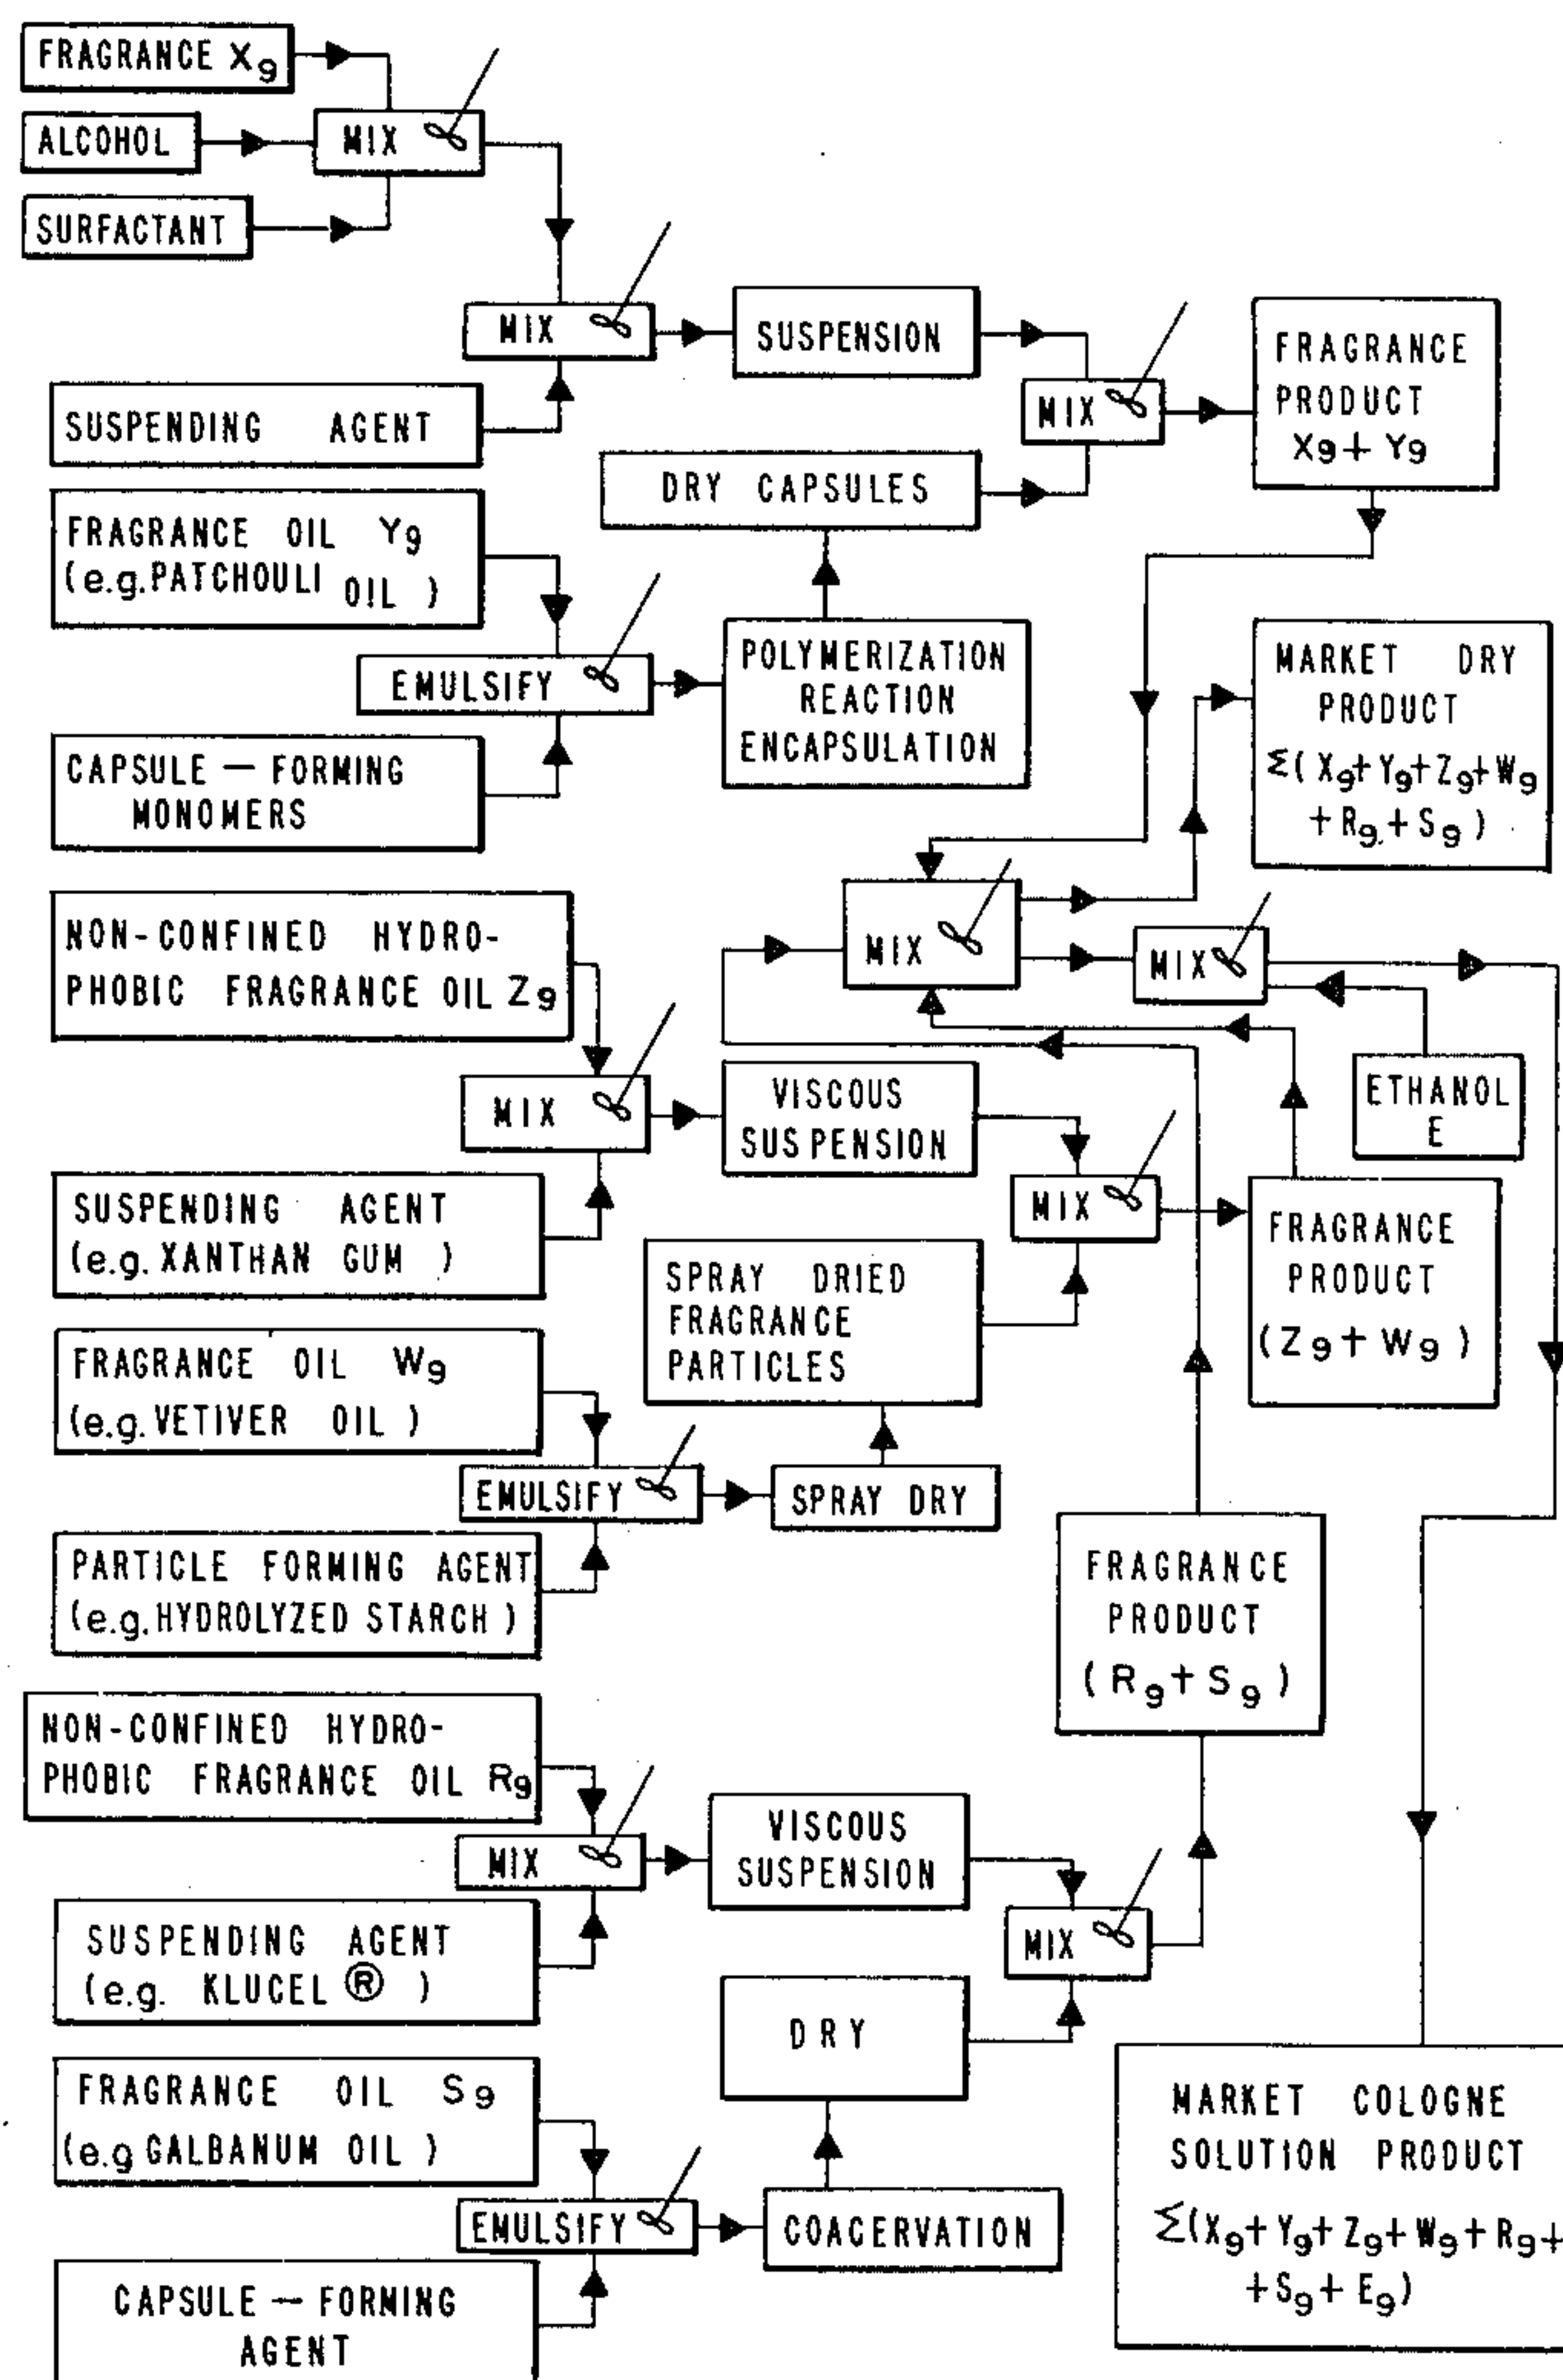 FRAGRANCE X9
ALCOHOL
MIX
SURFACTANT
MIX
SUSPENSION
SUSPENDING AGENT
MIX
FRAGRANCE
PRODUCT
X9+ Y9
DRY CAPSULES
FRAGRANCE OIL Y9
(e.g. PATCHOULI OIL )
EMULSIFY
POLYMERIZATION
REACTION
ENCAPSULATION
CAPSULE — FORMING
MONOMERS
MARKET DRY
PRODUCT
Σ( X9+ Y9+ Z9+ W9
+ R9 + S9 )
NON-CONFINED HYDRO-
PHOBIC FRAGRANCE OIL Z9
MIX
MIX
ETHANOL
E
MIX
VISCOUS
SUSPENSION
SUSPENDING AGENT
(e.g. XANTHAN GUM )
MIX
FRAGRANCE
PRODUCT
( Z9 + W9 )
SPRAY DRIED
FRAGRANCE
PARTICLES
FRAGRANCE OIL W9
(e.g. VETIVER OIL )
EMULSIFY
SPRAY DRY
PARTICLE FORMING AGENT
(e.g. HYDROLYZED STARCH )
FRAGRANCE
PRODUCT
( R9 + S9 )
NON-CONFINED HYDRO-
PHOBIC FRAGRANCE OIL R9
MIX
VISCOUS
SUSPENSION
SUSPENDING AGENT
(e.g. KLUCEL ® )
MIX
DRY
FRAGRANCE OIL S9
(e.g GALBANUM OIL )
EMULSIFY
COACERVATION
CAPSULE — FORMING
AGENT
MARKET COLOGNE
SOLUTION PRODUCT
Σ(X9+ Y9+ Z9+ W9+ R9+
+ S9+ E9)